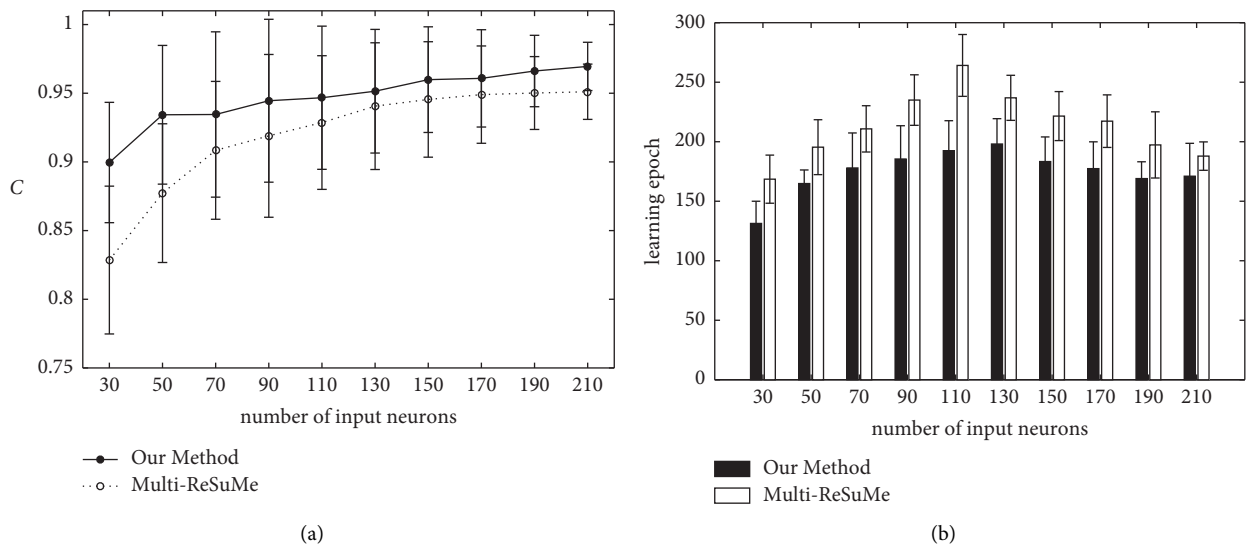 1
0.95
0.9
C
0.85
0.8
0.75
30 50 70 90 110 130 150 170 190 210
number of input neurons
Our Method
Multi-ReSuMe
(a)
300
250
200
learning epoch
150
100
50
0
30 50 70 90 110 130 150 170 190 210
number of input neurons
Our Method
Multi-ReSuMe
(b)